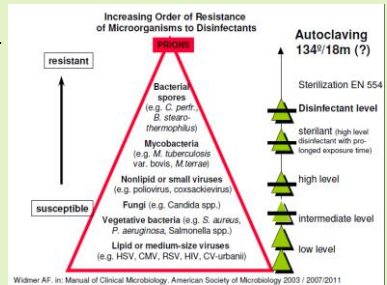 Increasing Order of Resistance
of Microorganisms to Disinfectants
PRIONS
resistant
susceptible
Bacterial
spores
(e.g. C. perfr.,
B. stearo-
thermophilus)
Mycobacteria
(e.g. M. tuberculosis
var. bovis, M.terrae)
Nonlipid or small viruses
(e.g. poliovirus, coxsackievirus)
Fungi (e.g. Candida spp.)
Vegetative bacteria (e.g. S. aureus,
P. aeruginosa, Salmonella spp.)
Lipid or medium-size viruses
(e.g. HSV, CMV, RSV, HIV, CV-urbanii)
Autoclaving
134º/18m (?)
Sterilization EN 554
Disinfectant level
sterilant (high level
disinfectant with pro-
longed exposure time)
high level
intermediate level
low level
Widmer AF. in: Manual of Clinical Microbiology. American Society of Microbiology 2003 / 2007/2011